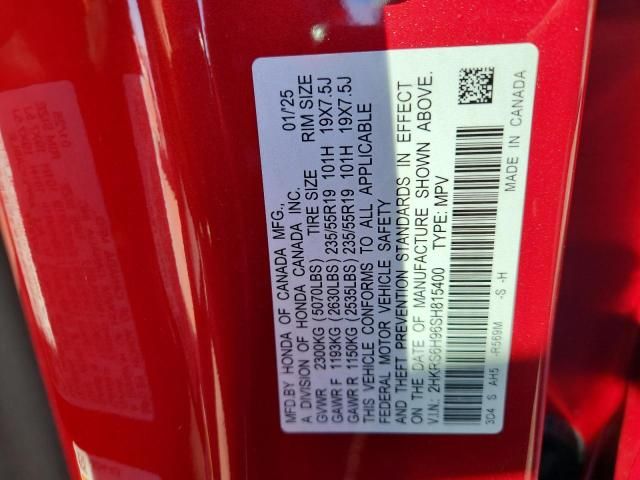 MFD.BY HONDA OF CANADA MFG., 01/'25
A DIVISION OF HONDA CANADA INC.
GVWR 2300KG (5070LBS) TIRE SIZE RIM SIZE
GAWR F 1193KG (2630LBS) 235/55R19 101H 19X7.5J
GAWR R 1150KG (2535LBS) 235/55R19 101H 19X7.5J
THIS VEHICLE CONFORMS TO ALL APPLICABLE
FEDERAL MOTOR VEHICLE SAFETY
AND THEFT PREVENTION STANDARDS IN EFFECT
ON THE DATE OF MANUFACTURE SHOWN ABOVE.
V.I.N.: 2HKRS6H96SH815400 TYPE: MPV
3D4 S AH5 -R569M -S -H MADE IN CANADA